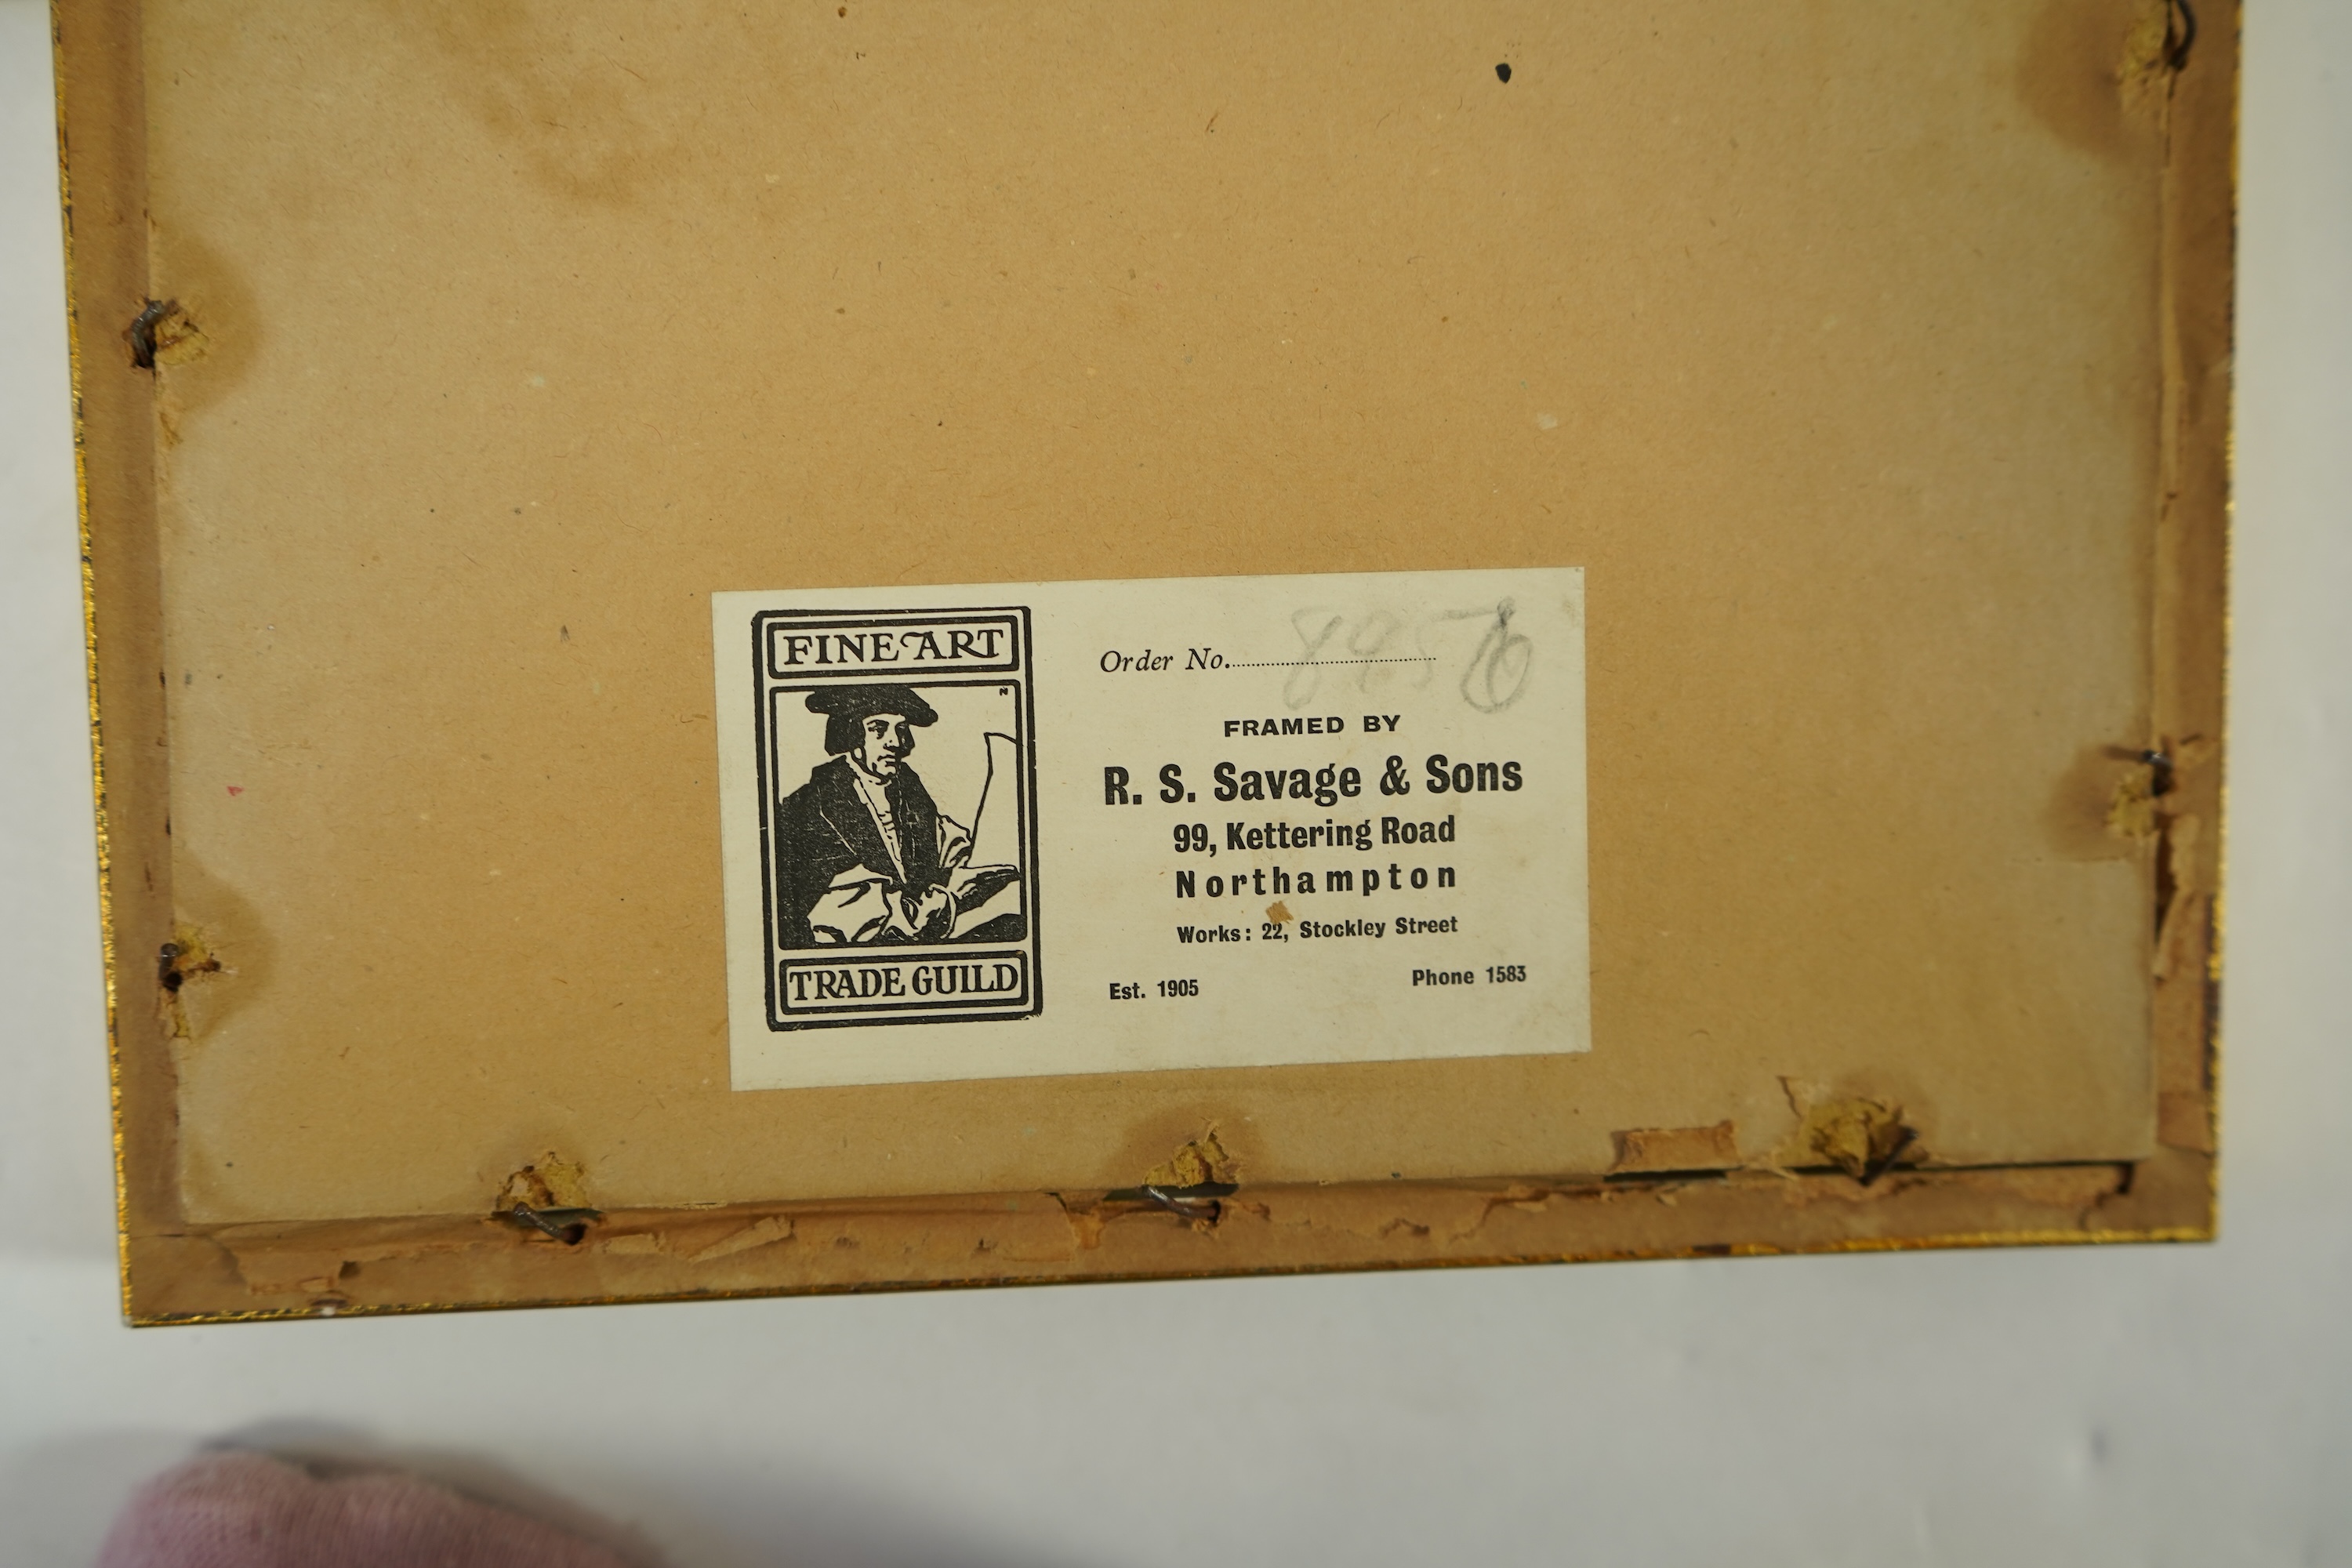 FINE ART
N
TRADE GUILD
Order No.
FRAMED BY
R. S. Savage & Sons
99, Kettering Road
Northampton
Works: 22, Stockley Street
Est. 1905 Phone 1583